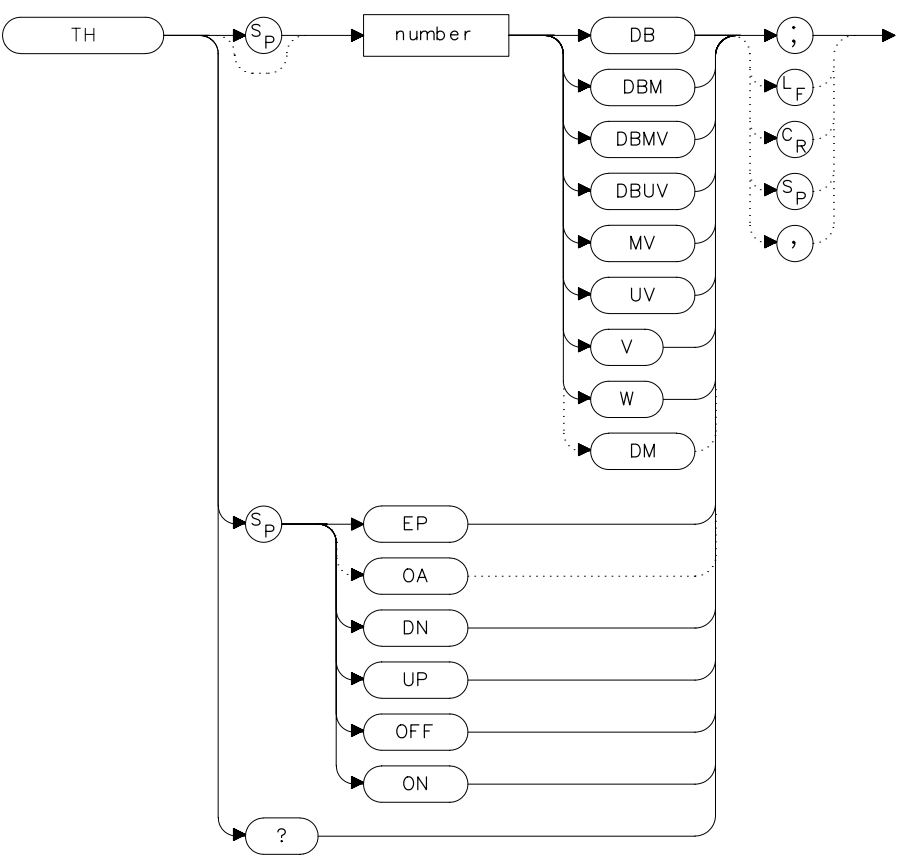 TH
SP
number
DB
;
DBM
LF
DBMV
CR
DBUV
SP
MV
,
UV
V
W
DM
SP
EP
OA
DN
UP
OFF
ON
?